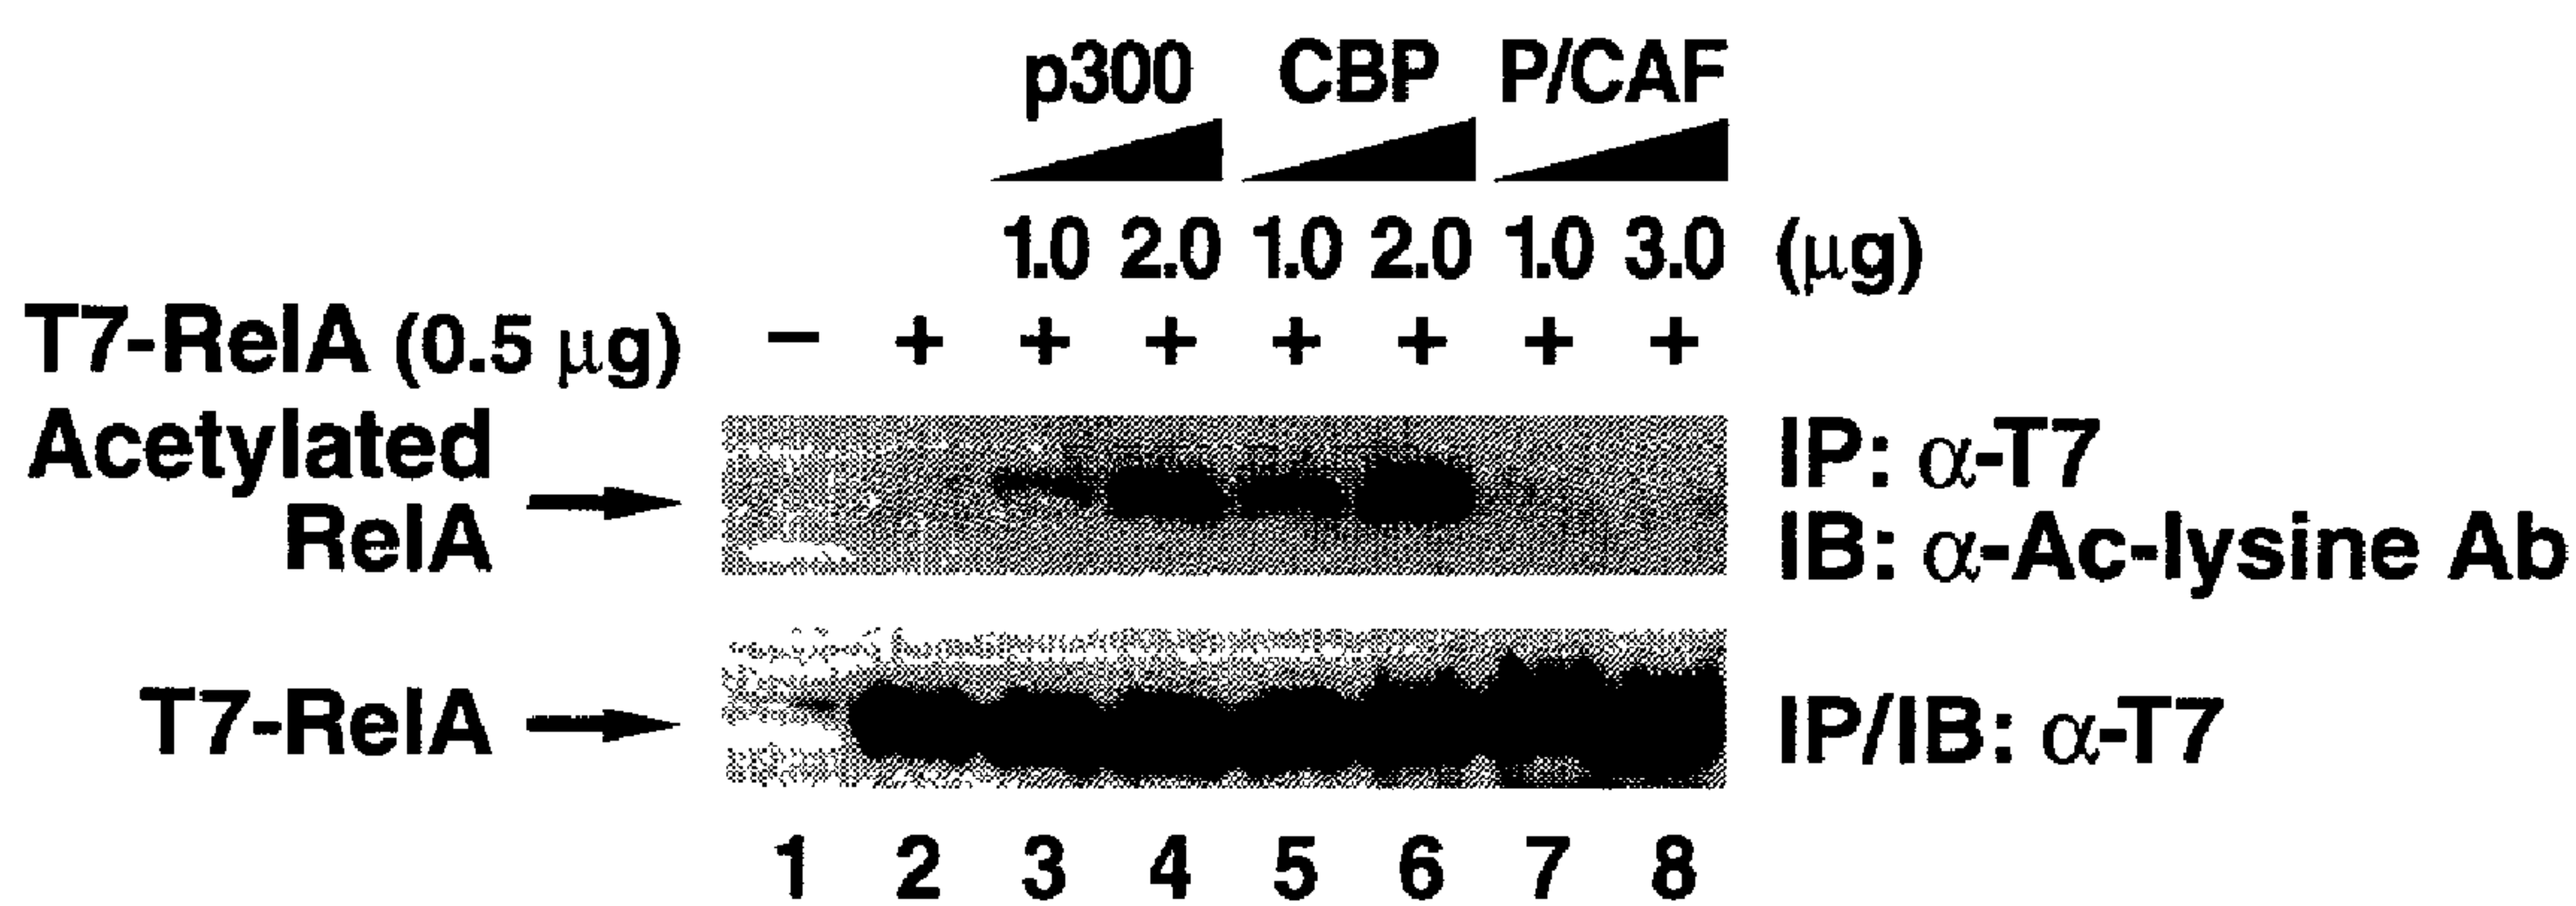 p300 CBP P/CAF
1.0 2.0 1.0 2.0 1.0 3.0 (μg)
T7-RelA (0.5 μg) – + + + + + + +
Acetylated
RelA
IP: α-T7
IB: α-Ac-lysine Ab
T7-RelA
IP/IB: α-T7
1 2 3 4 5 6 7 8